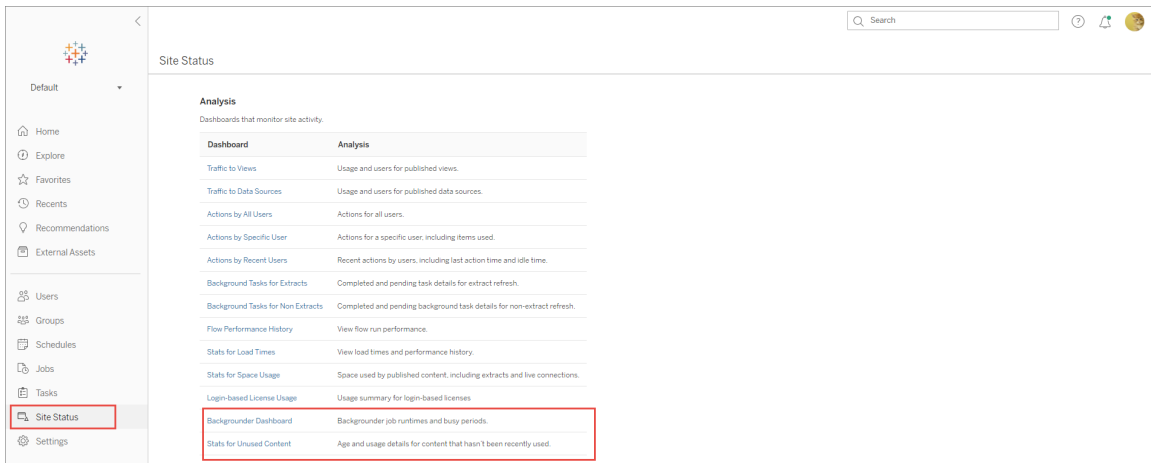 Search
Site Status
Default
Home
Explore
Favorites
Recents
Recommendations
External Assets
Users
Groups
Schedules
Jobs
Tasks
Site Status
Settings
Analysis
Dashboards that monitor site activity.
Dashboard Analysis
Traffic to Views Usage and users for published views.
Traffic to Data Sources Usage and users for published data sources.
Actions by All Users Actions for all users.
Actions by Specific User Actions for a specific user, including items used.
Actions by Recent Users Recent actions by users, including last action time and idle time.
Background Tasks for Extracts Completed and pending task details for extract refresh.
Background Tasks for Non Extracts Completed and pending background task details for non-extract refresh.
Flow Performance History View flow run performance.
Stats for Load Times View load times and performance history.
Stats for Space Usage Space used by published content, including extracts and live connections.
Login-based License Usage Usage summary for login-based licenses
Backgrounder Dashboard Backgrounder job runtimes and busy periods.
Stats for Unused Content Age and usage details for content that hasn't been recently used.